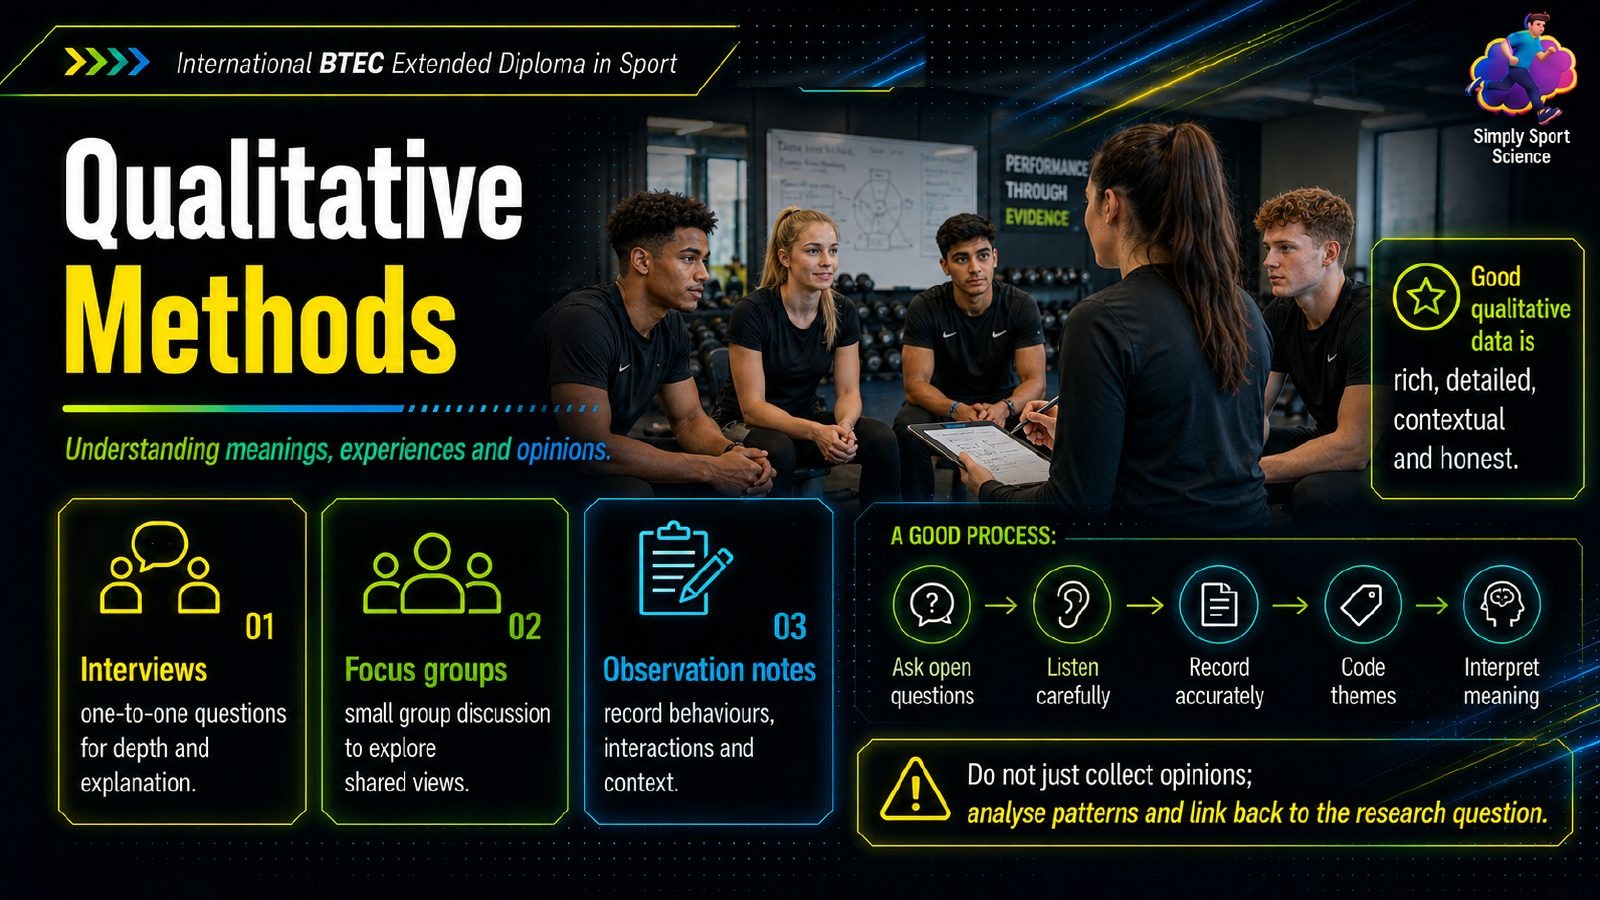 International BTEC Extended Diploma in Sport
Simply Sport
Science
Qualitative
Methods
Understanding meanings, experiences and opinions.
PERFORMANCE
THROUGH
EVIDENCE
Good
qualitative
data is
rich, detailed,
contextual
and honest.
01
Interviews
one-to-one questions
for depth and
explanation.
02
Focus groups
small group discussion
to explore
shared views.
03
Observation notes
record behaviours,
interactions and
context.
A GOOD PROCESS:
Ask open
questions
Listen
carefully
Record
accurately
Code
themes
Interpret
meaning
Do not just collect opinions;
analyse patterns and link back to the research question.